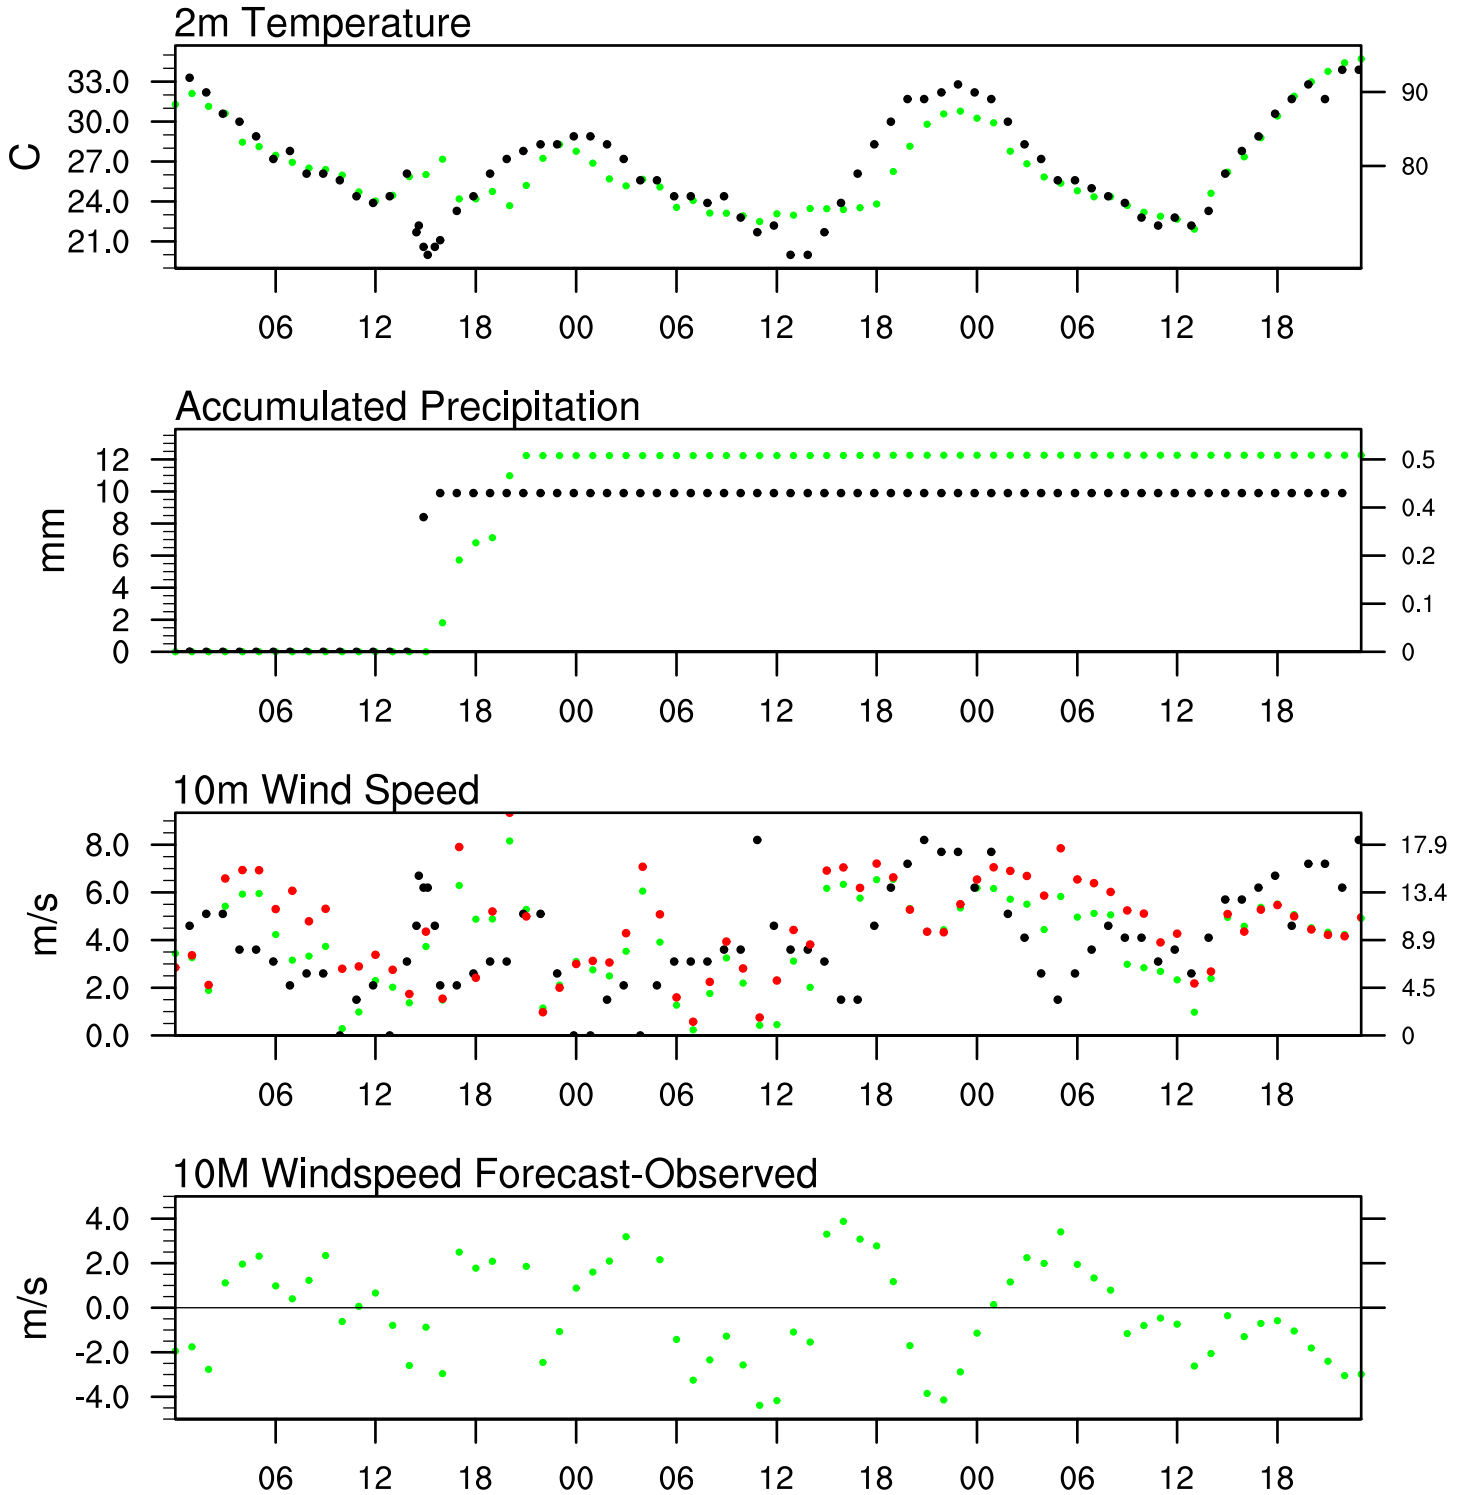 2m Temperature
C
33.0
30.0
27.0
24.0
21.0
90
80
06 12 18 00 06 12 18 00 06 12 18
Accumulated Precipitation
mm
12
10
8
6
4
2
0
0.5
0.4
0.2
0.1
0
06 12 18 00 06 12 18 00 06 12 18
10m Wind Speed
m/s
8.0
6.0
4.0
2.0
0.0
17.9
13.4
8.9
4.5
0
06 12 18 00 06 12 18 00 06 12 18
10M Windspeed Forecast-Observed
m/s
4.0
2.0
0.0
-2.0
-4.0
06 12 18 00 06 12 18 00 06 12 18